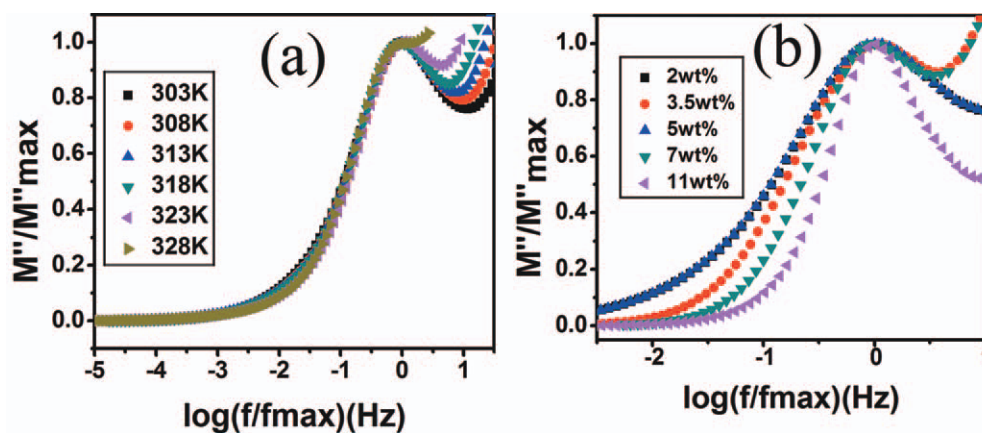 (a)
M"/M"max
1.0
0.8
0.6
0.4
0.2
0.0
303K
308K
313K
318K
323K
328K
-5 -4 -3 -2 -1 0 1
log(f/fmax)(Hz)
(b)
M"/M"max
1.0
0.8
0.6
0.4
0.2
0.0
2wt%
3.5wt%
5wt%
7wt%
11wt%
-2 -1 0
log(f/fmax)(Hz)